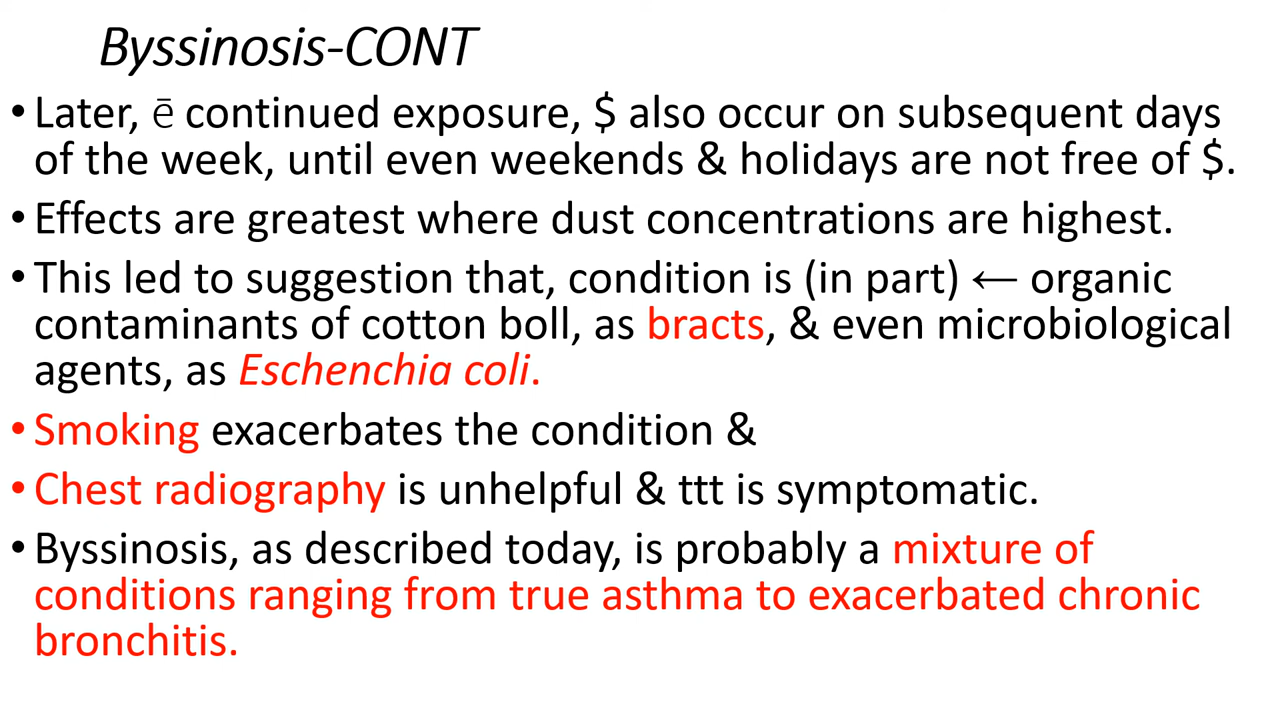 Byssinosis-CONT
• Later, ē continued exposure, $ also occur on subsequent days
of the week, until even weekends & holidays are not free of $.
• Effects are greatest where dust concentrations are highest.
• This led to suggestion that, condition is (in part) ← organic
contaminants of cotton boll, as bracts, & even microbiological
agents, as Eschenchia coli.
• Smoking exacerbates the condition &
• Chest radiography is unhelpful & ttt is symptomatic.
• Byssinosis, as described today, is probably a mixture of
conditions ranging from true asthma to exacerbated chronic
bronchitis.